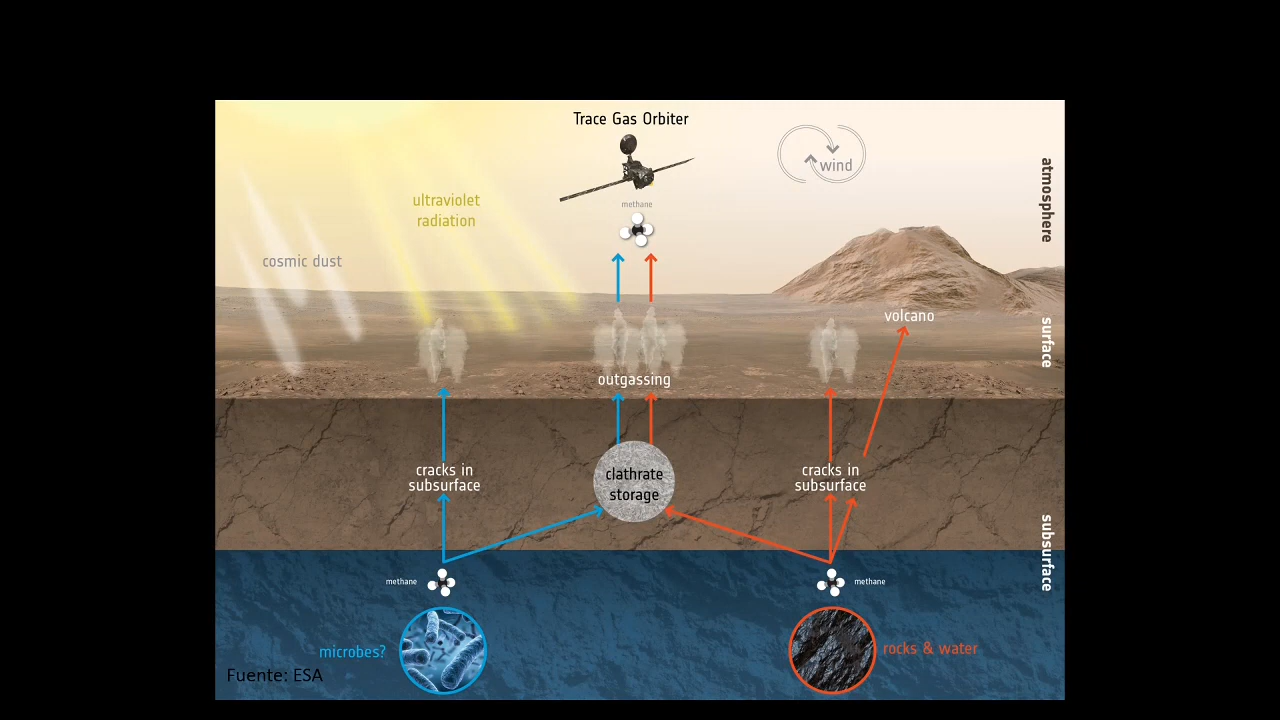 Trace Gas Orbiter
wind
atmosphere
ultraviolet
radiation
methane
cosmic dust
volcano
surface
outgassing
cracks in
subsurface
clathrate
storage
cracks in
subsurface
subsurface
methane
methane
microbes?
rocks & water
Fuente: ESA